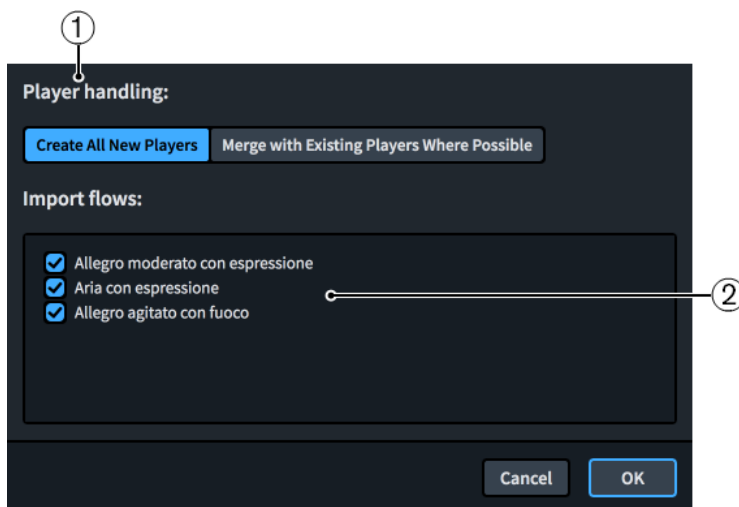 1
Player handling:
Create All New Players Merge with Existing Players Where Possible
Import flows:
Allegro moderato con espressione
Aria con espressione
2
Allegro agitato con fuoco
Cancel OK